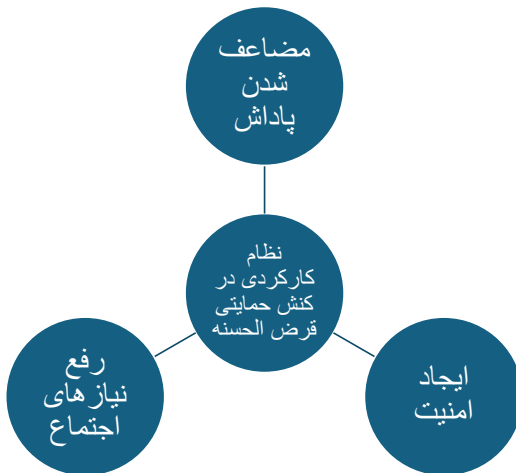 مضاعف
شدن
پاداش
نظام
کارکردی در
کنش حمایتی
قرض الحسنه
ایجاد
امنیت
رفع
نیازهای
اجتماع